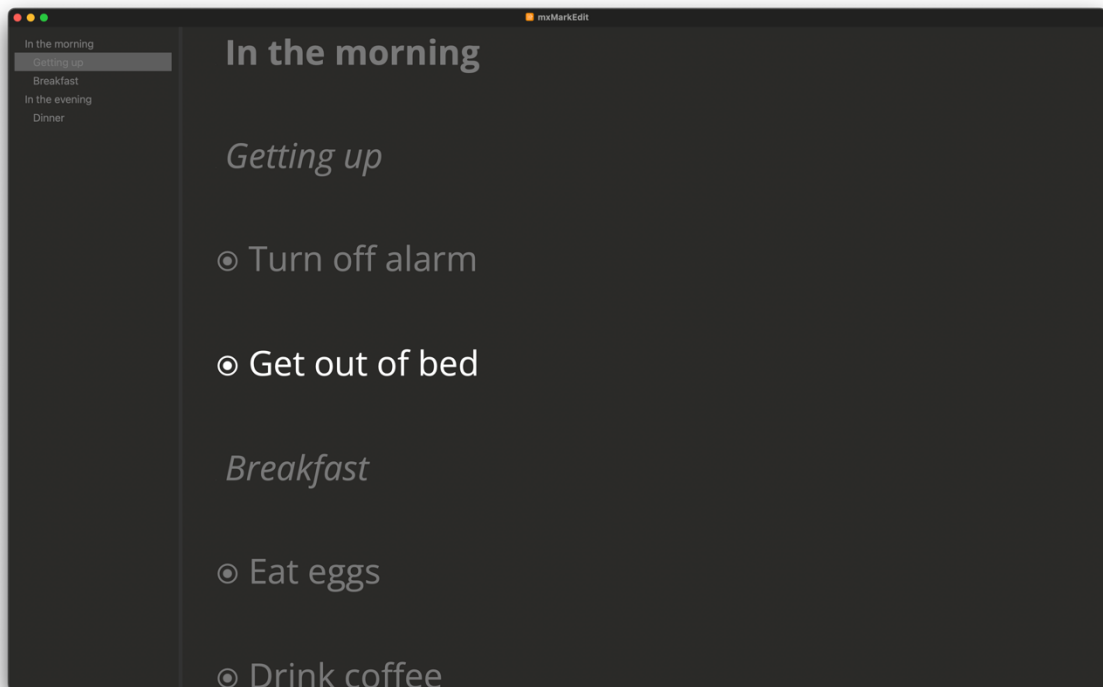 mxMarkEdit
In the morning
Getting up
Breakfast
In the evening
Dinner
In the morning
Getting up
Turn off alarm
Get out of bed
Breakfast
Eat eggs
Drink coffee